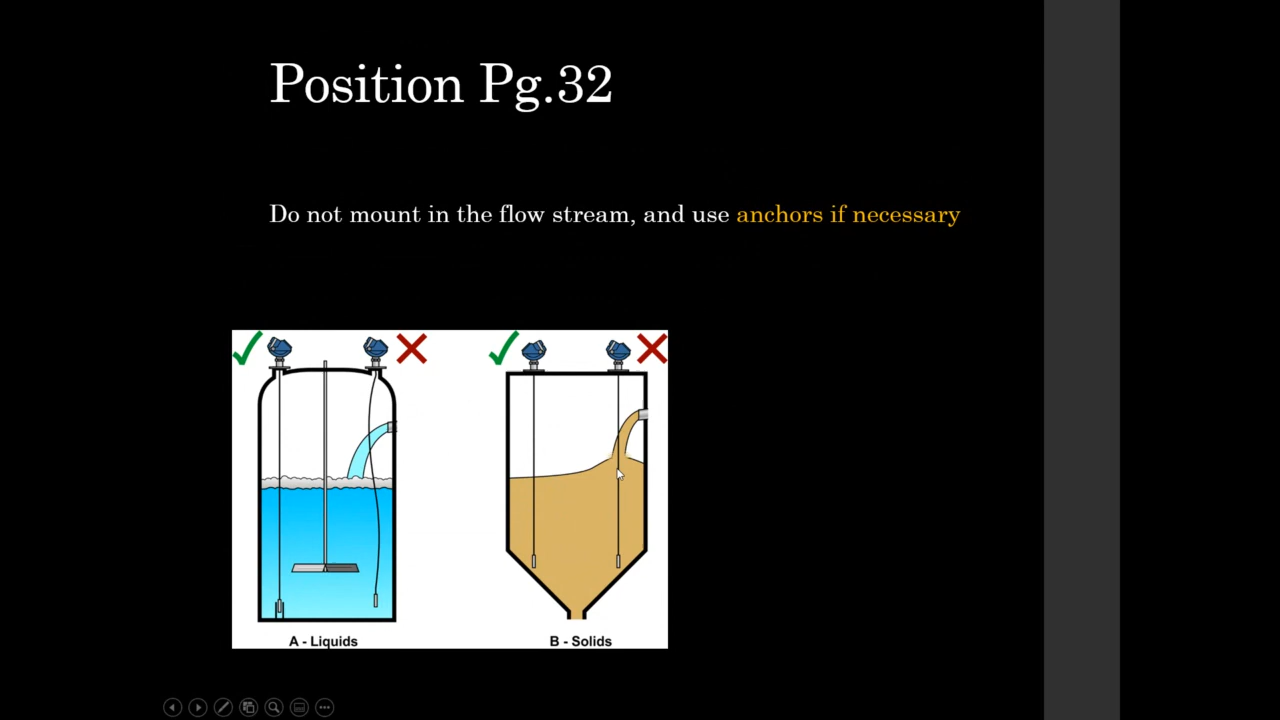 Position Pg.32
Do not mount in the flow stream, and use anchors if necessary
A - Liquids
B - Solids